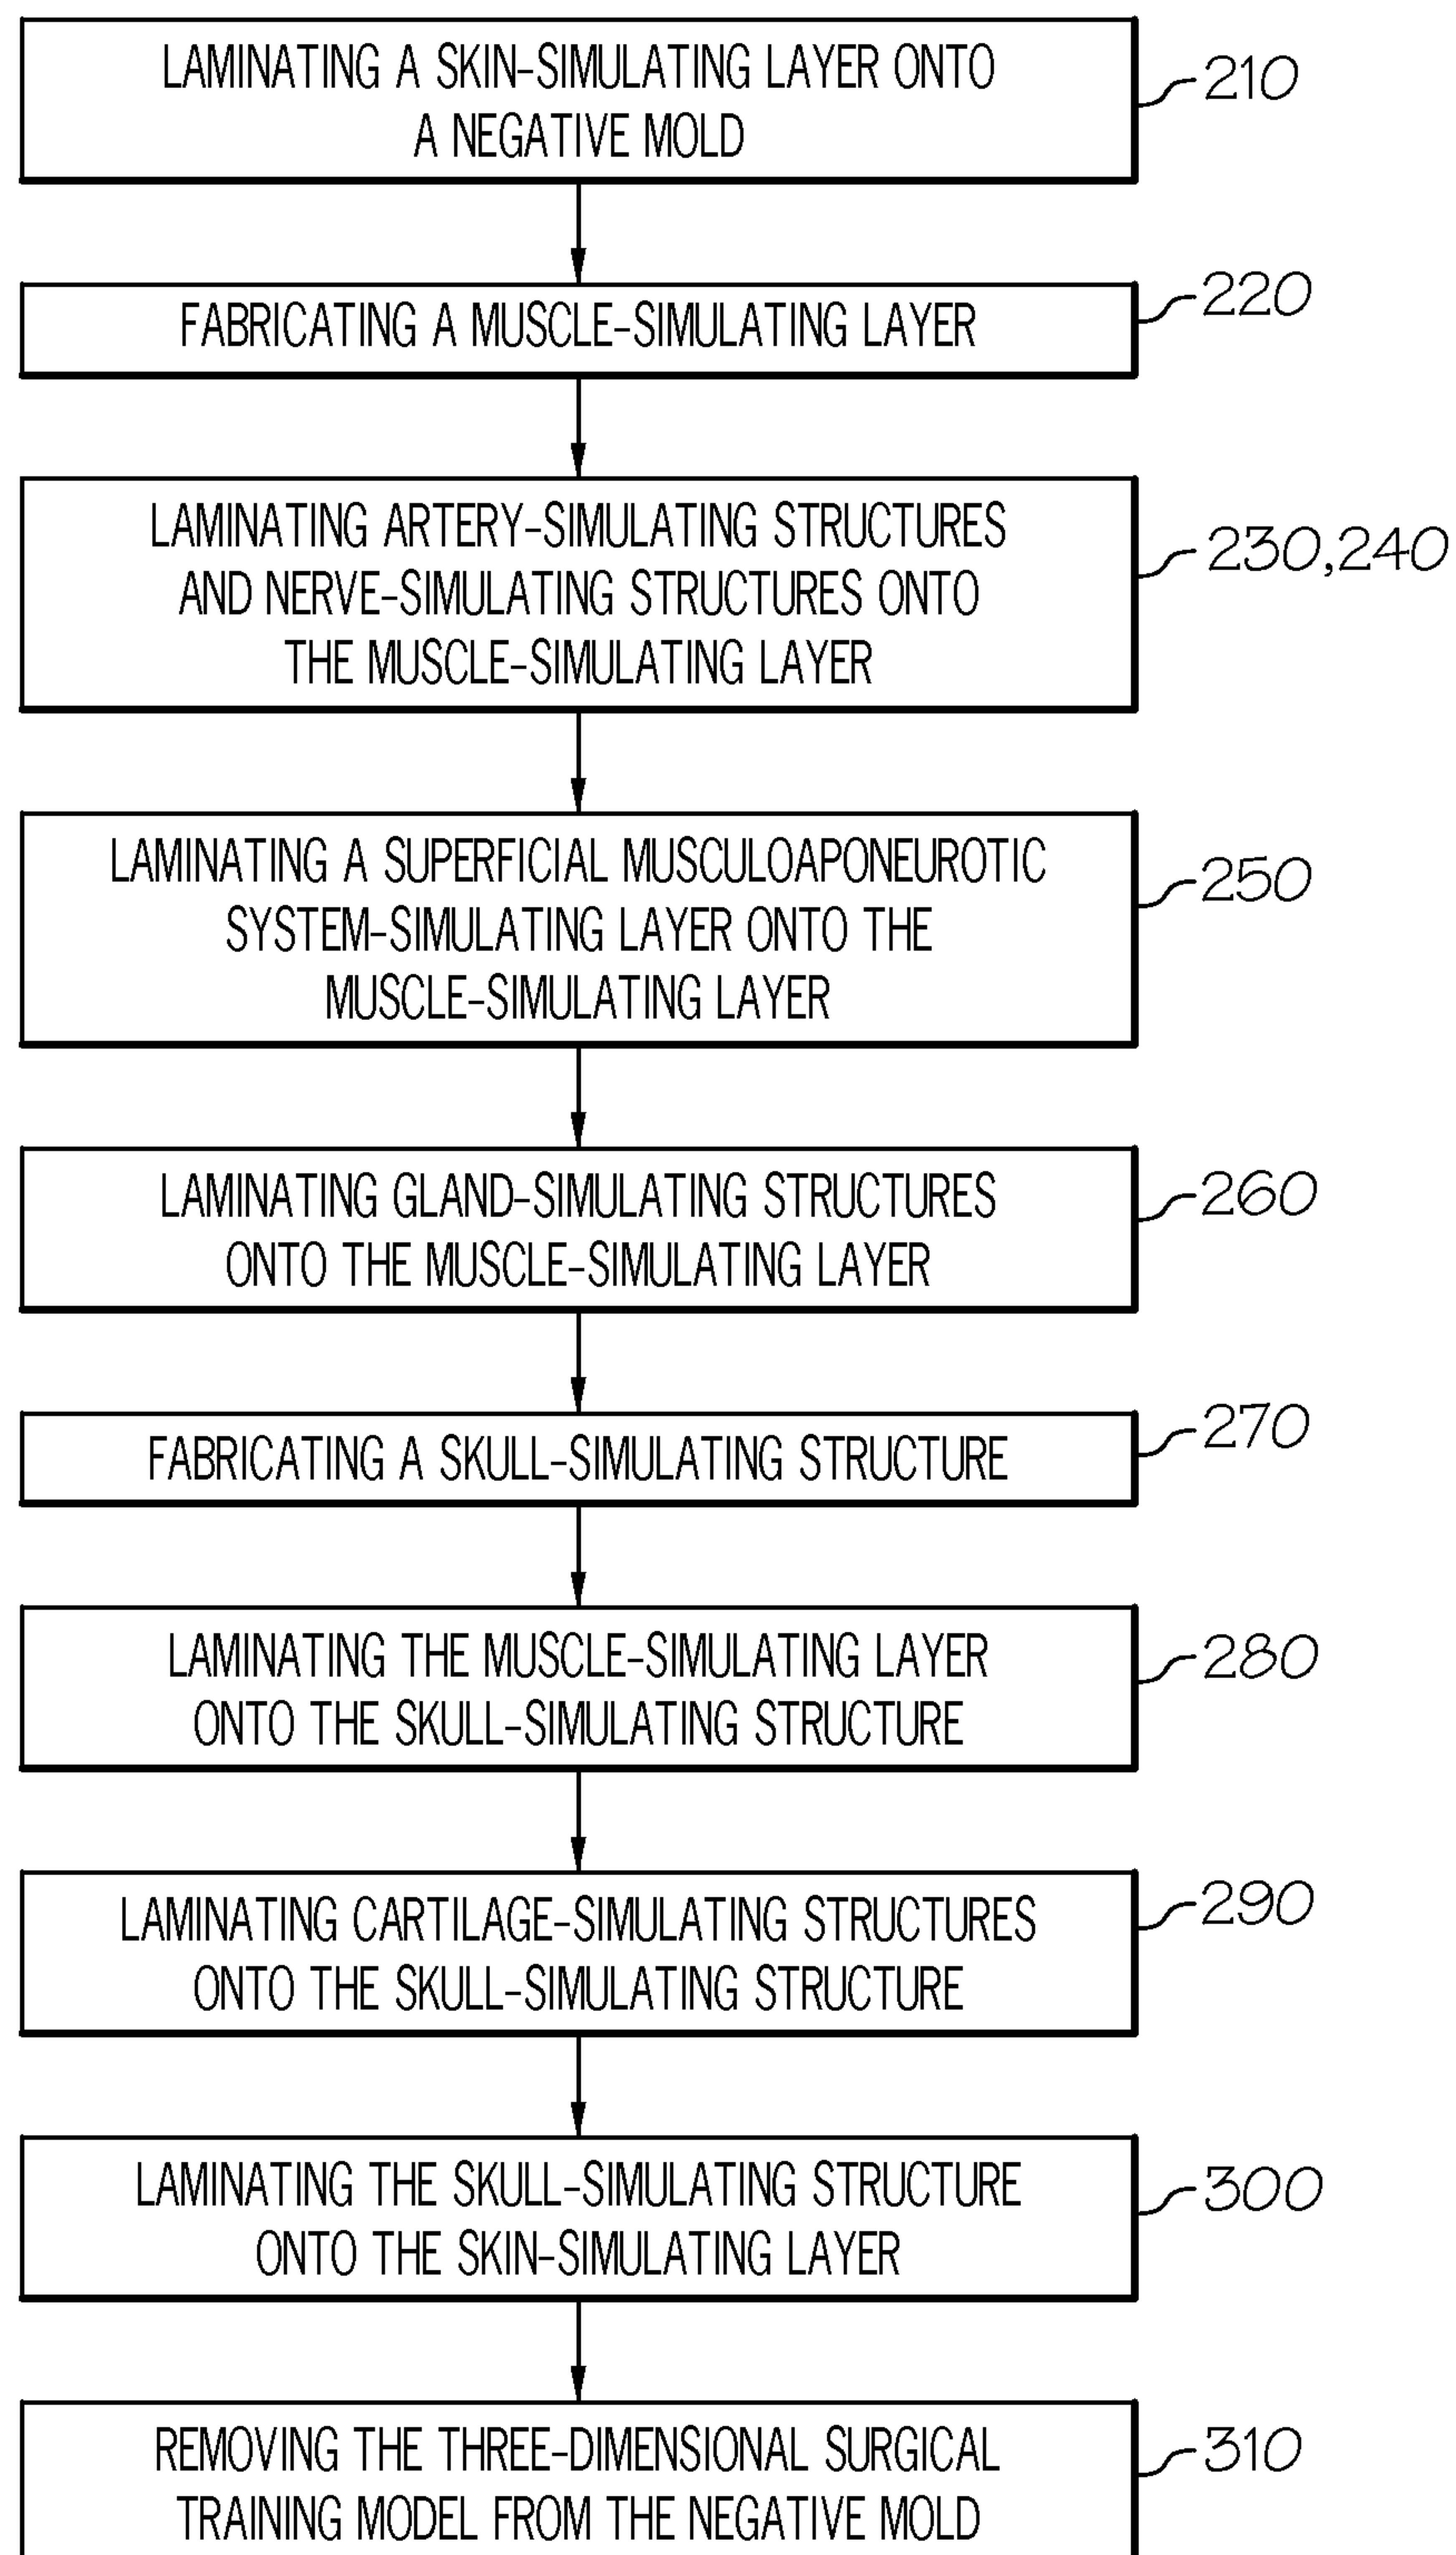 LAMINATING A SKIN-SIMULATING LAYER ONTO
A NEGATIVE MOLD
210
FABRICATING A MUSCLE-SIMULATING LAYER
220
LAMINATING ARTERY-SIMULATING STRUCTURES
AND NERVE-SIMULATING STRUCTURES ONTO
THE MUSCLE-SIMULATING LAYER
230,240
LAMINATING A SUPERFICIAL MUSCULOAPONEUROTIC
SYSTEM-SIMULATING LAYER ONTO THE
MUSCLE-SIMULATING LAYER
250
LAMINATING GLAND-SIMULATING STRUCTURES
ONTO THE MUSCLE-SIMULATING LAYER
260
FABRICATING A SKULL-SIMULATING STRUCTURE
270
LAMINATING THE MUSCLE-SIMULATING LAYER
ONTO THE SKULL-SIMULATING STRUCTURE
280
LAMINATING CARTILAGE-SIMULATING STRUCTURES
ONTO THE SKULL-SIMULATING STRUCTURE
290
LAMINATING THE SKULL-SIMULATING STRUCTURE
ONTO THE SKIN-SIMULATING LAYER
300
REMOVING THE THREE-DIMENSIONAL SURGICAL
TRAINING MODEL FROM THE NEGATIVE MOLD
310